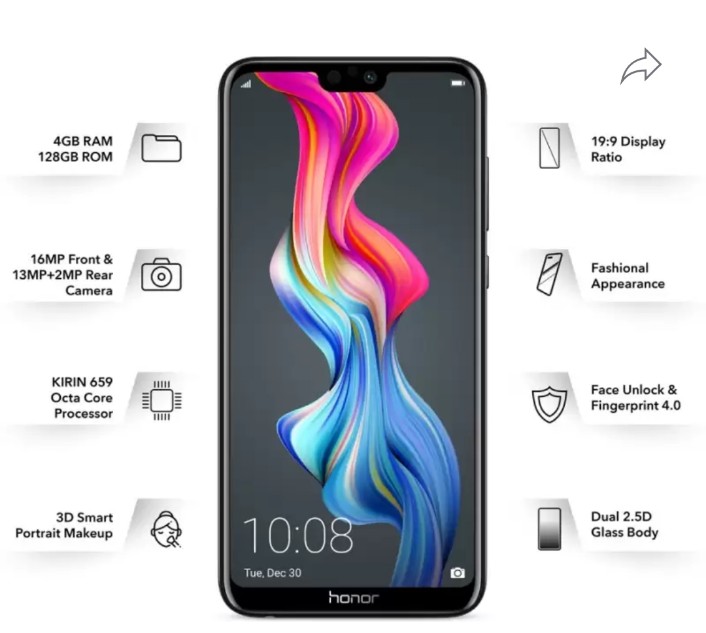 4GB RAM
128GB ROM
16MP Front &
13MP+2MP Rear
Camera
KIRIN 659
Octa Core
Processor
3D Smart
Portrait Makeup
10:08
Tue, Dec 30
honor
19:9 Display
Ratio
Fashional
Appearance
Face Unlock &
Fingerprint 4.0
Dual 2.5D
Glass Body